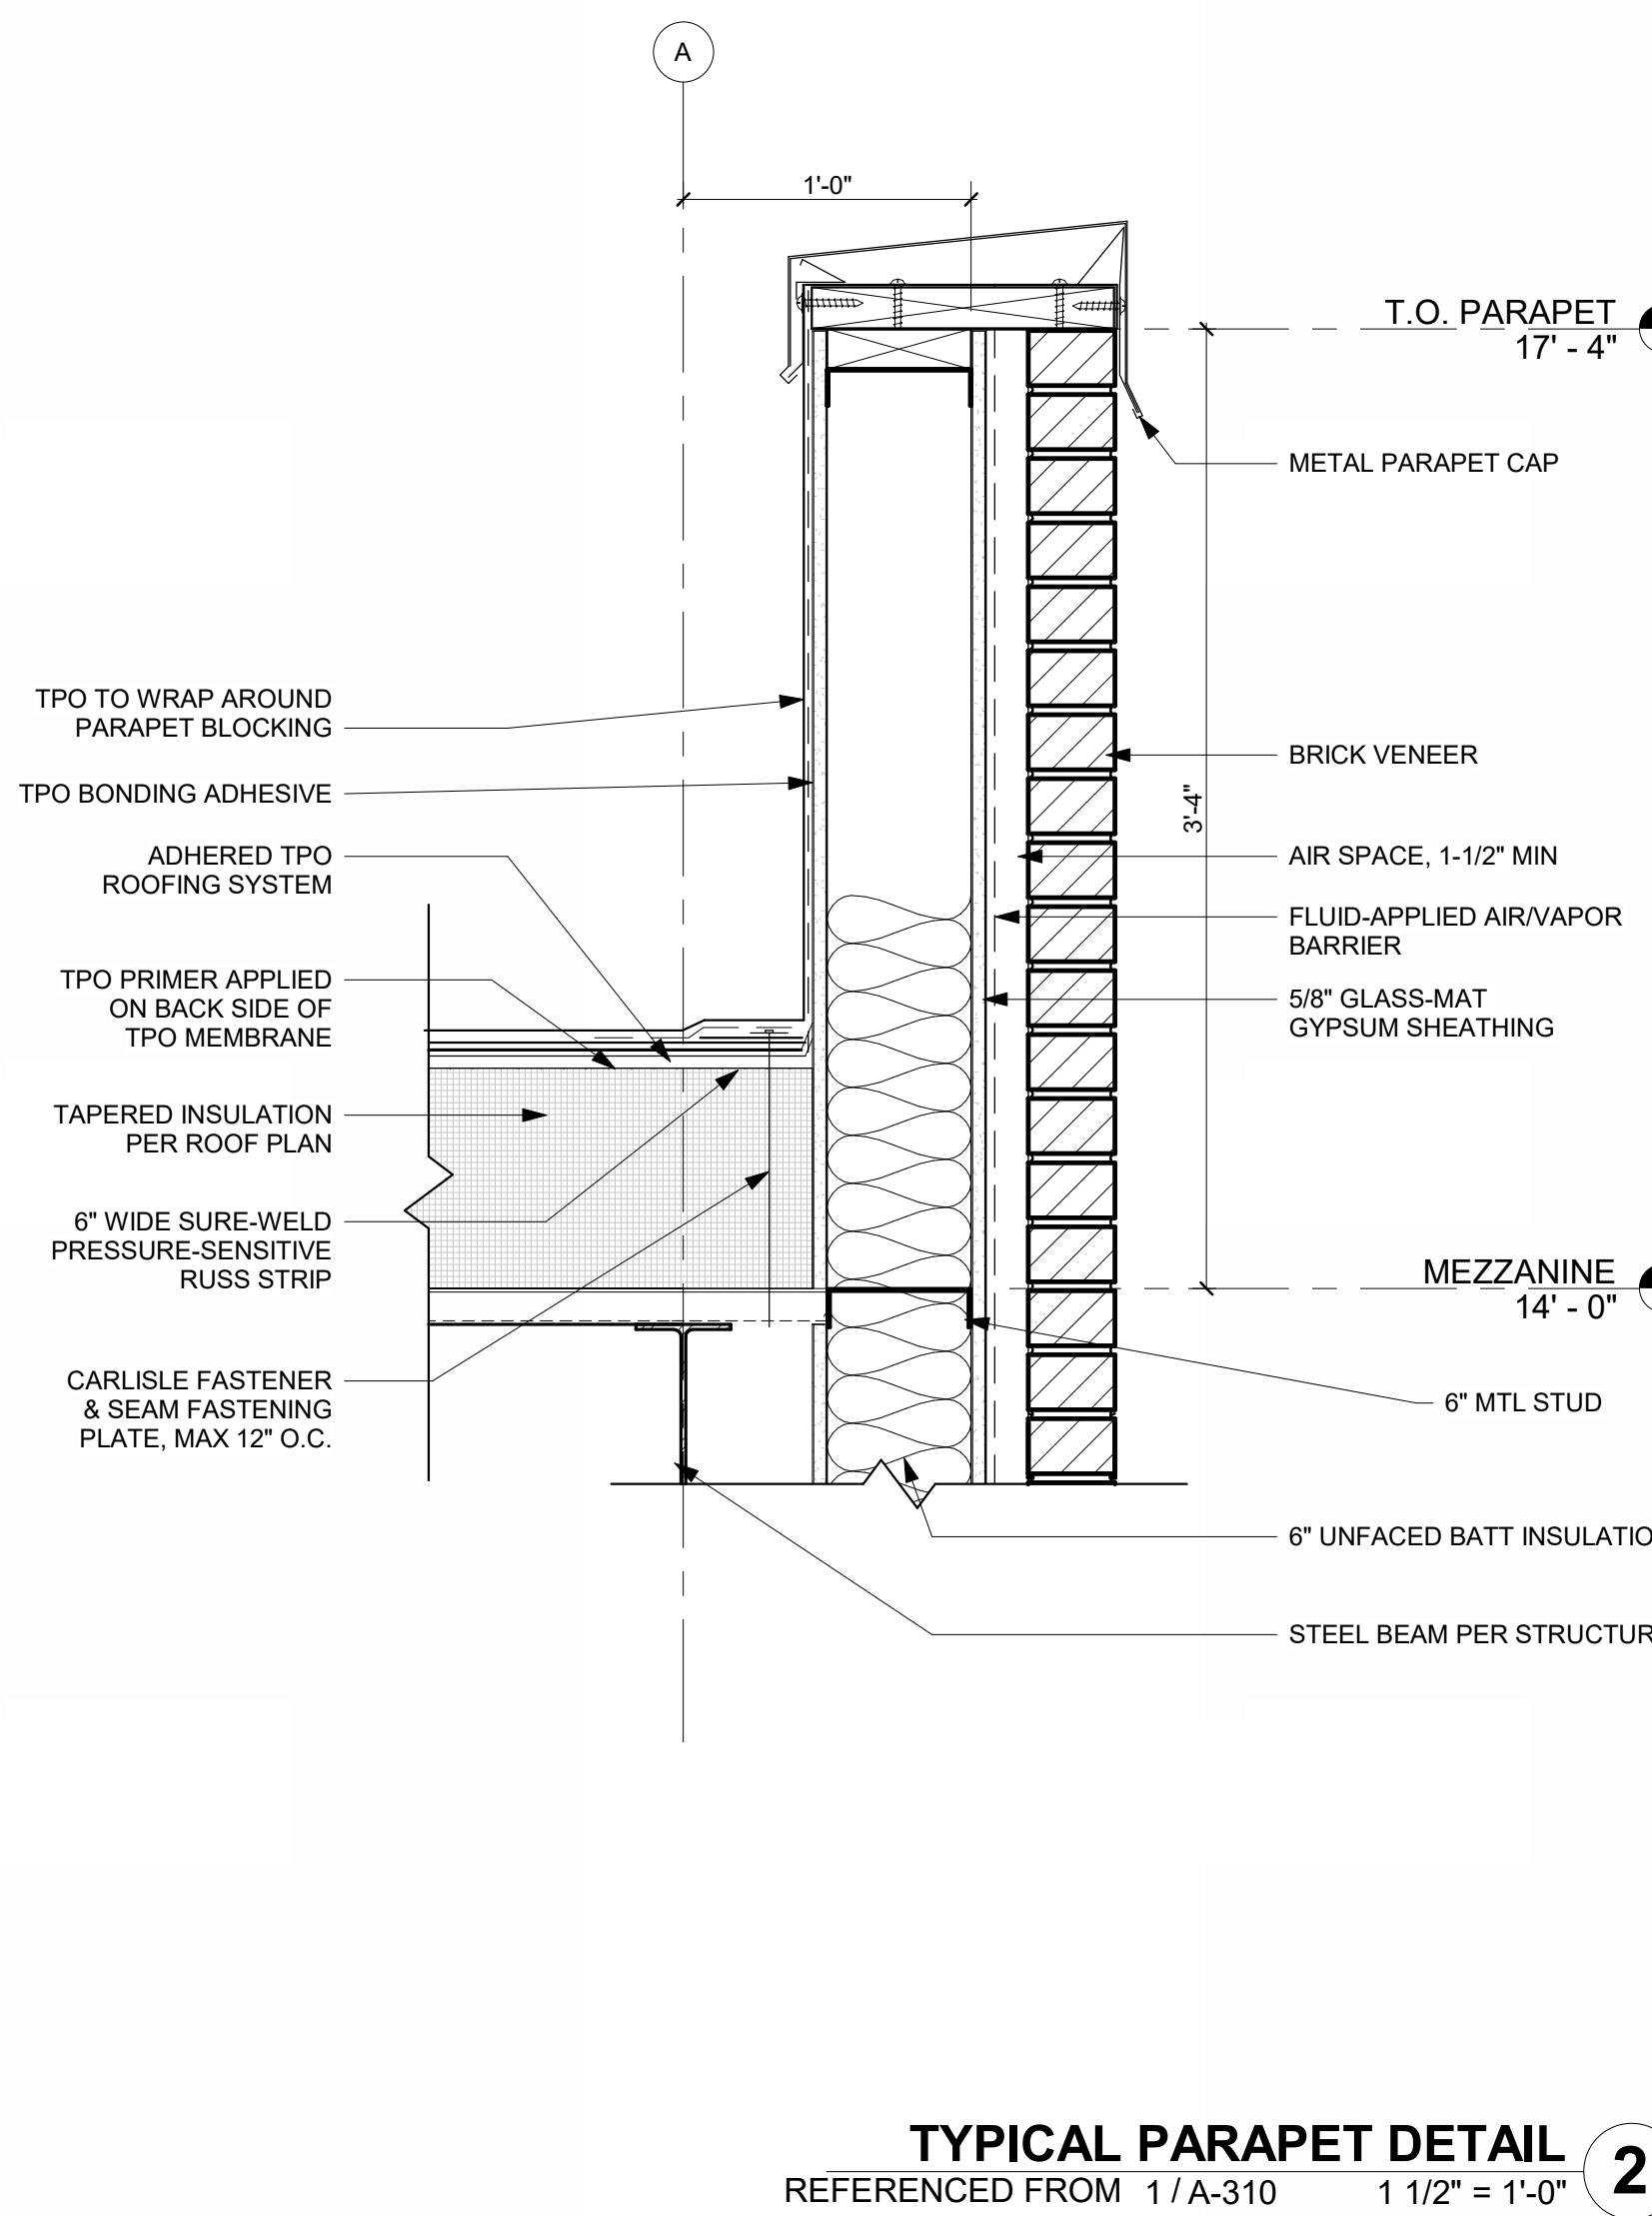 A
1'-0"
T.O. PARAPET
17' - 4"
METAL PARAPET CAP
TPO TO WRAP AROUND
PARAPET BLOCKING
BRICK VENEER
TPO BONDING ADHESIVE
3'-4"
ADHERED TPO
ROOFING SYSTEM
AIR SPACE, 1-1/2" MIN
FLUID-APPLIED AIR/VAPOR
BARRIER
TPO PRIMER APPLIED
ON BACK SIDE OF
TPO MEMBRANE
5/8" GLASS-MAT
GYPSUM SHEATHING
TAPERED INSULATION
PER ROOF PLAN
6" WIDE SURE-WELD
PRESSURE-SENSITIVE
RUSS STRIP
MEZZANINE
14' - 0"
CARLISLE FASTENER
& SEAM FASTENING
PLATE, MAX 12" O.C.
6" MTL STUD
6" UNFACED BATT INSULATIO
STEEL BEAM PER STRUCTUR
TYPICAL PARAPET DETAIL
2
REFERENCED FROM 1 / A-310 1 1/2" = 1'-0"